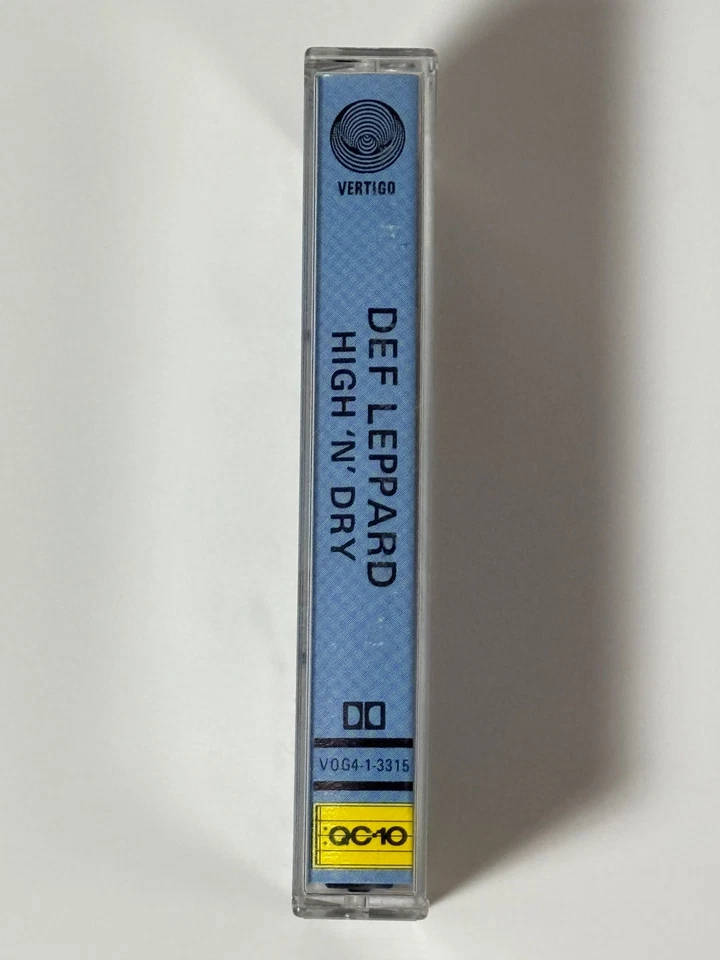 VERTIGO
DEF LEPPARD
HIGH 'N' DRY
VOG4-1-3315
QC-10